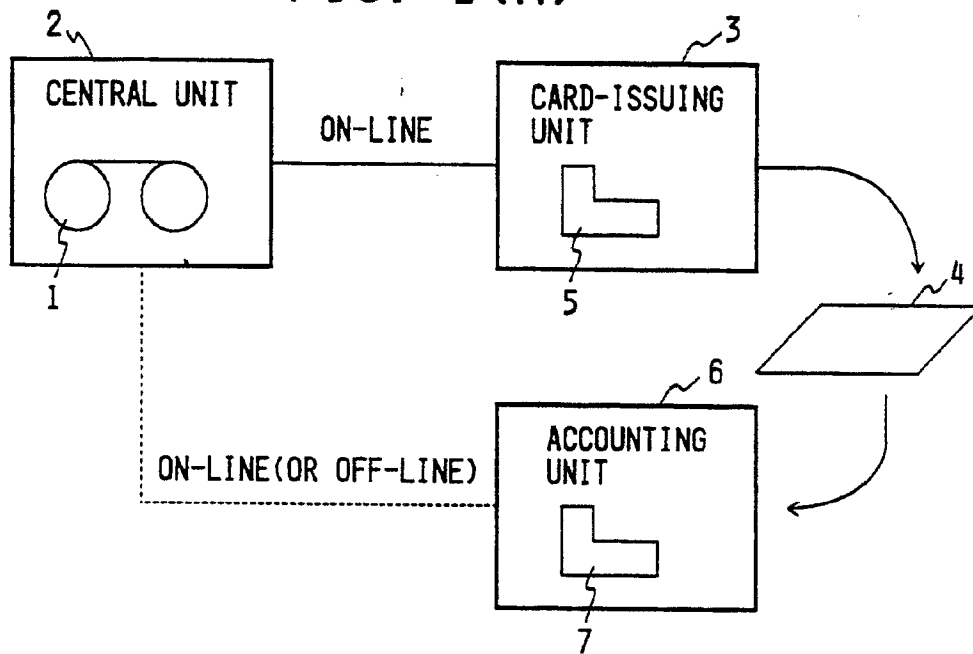 FIG.
2
3
CENTRAL UNIT
CARD-ISSUING
UNIT
ON-LINE
1
5
4
6
ACCOUNTING
UNIT
ON-LINE(OR OFF-LINE)
7